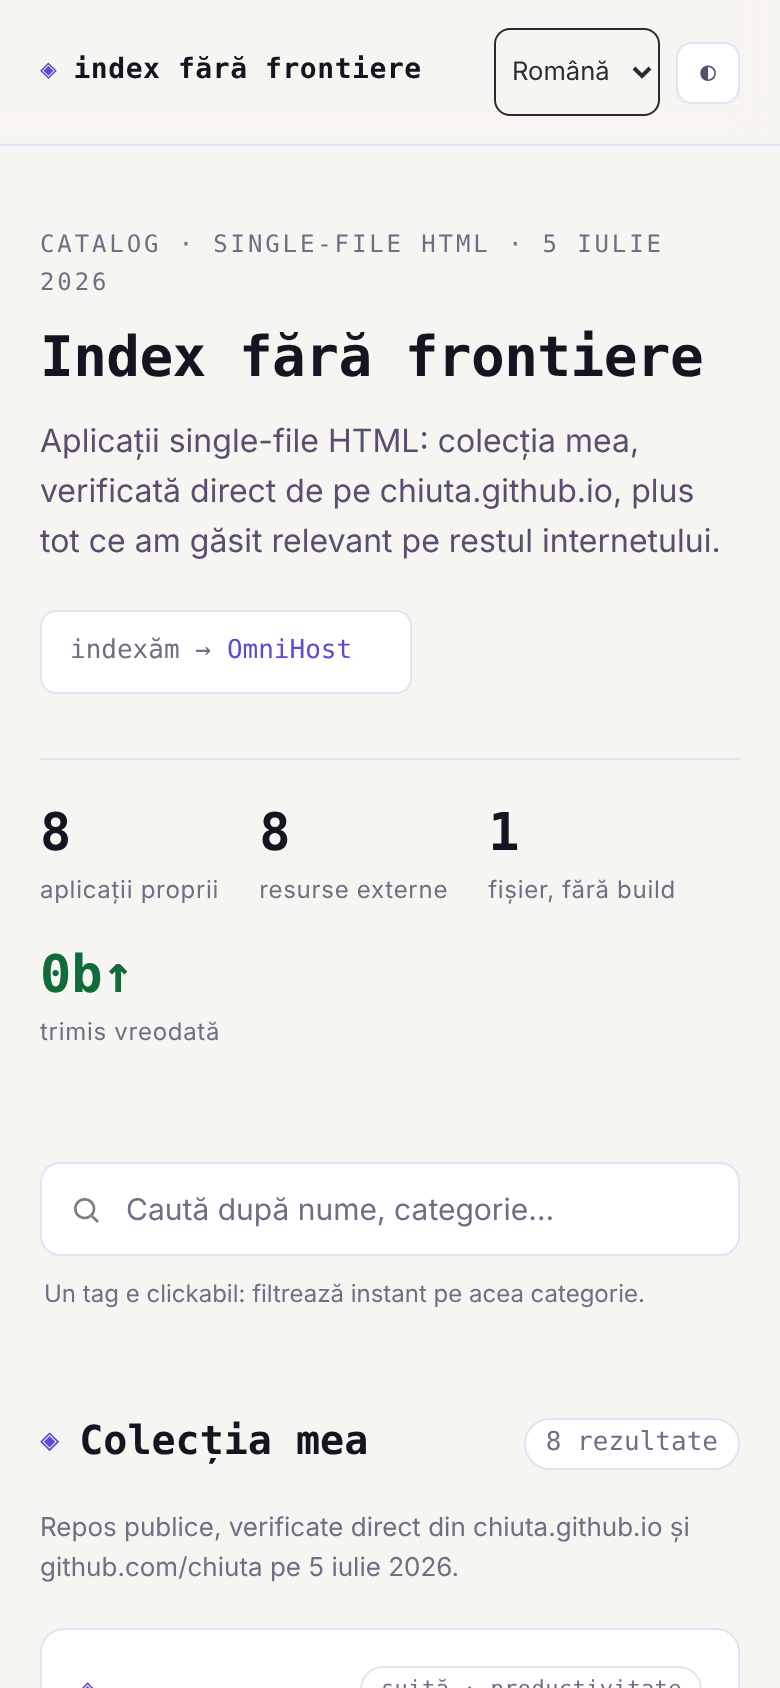 ◈ index fără frontiere
Română
CATALOG · SINGLE-FILE HTML · 5 IULIE
2026
Index fără frontiere
Aplicații single-file HTML: colecția mea,
verificată direct de pe chiuta.github.io, plus
tot ce am găsit relevant pe restul internetului.
indexăm → OmniHost
8
aplicații proprii
8
resurse externe
1
fișier, fără build
0b↑
trimis vreodată
Caută după nume, categorie...
Un tag e clickabil: filtrează instant pe acea categorie.
◈ Colecția mea
8 rezultate
Repos publice, verificate direct din chiuta.github.io și
github.com/chiuta pe 5 iulie 2026.
suită · productivitate